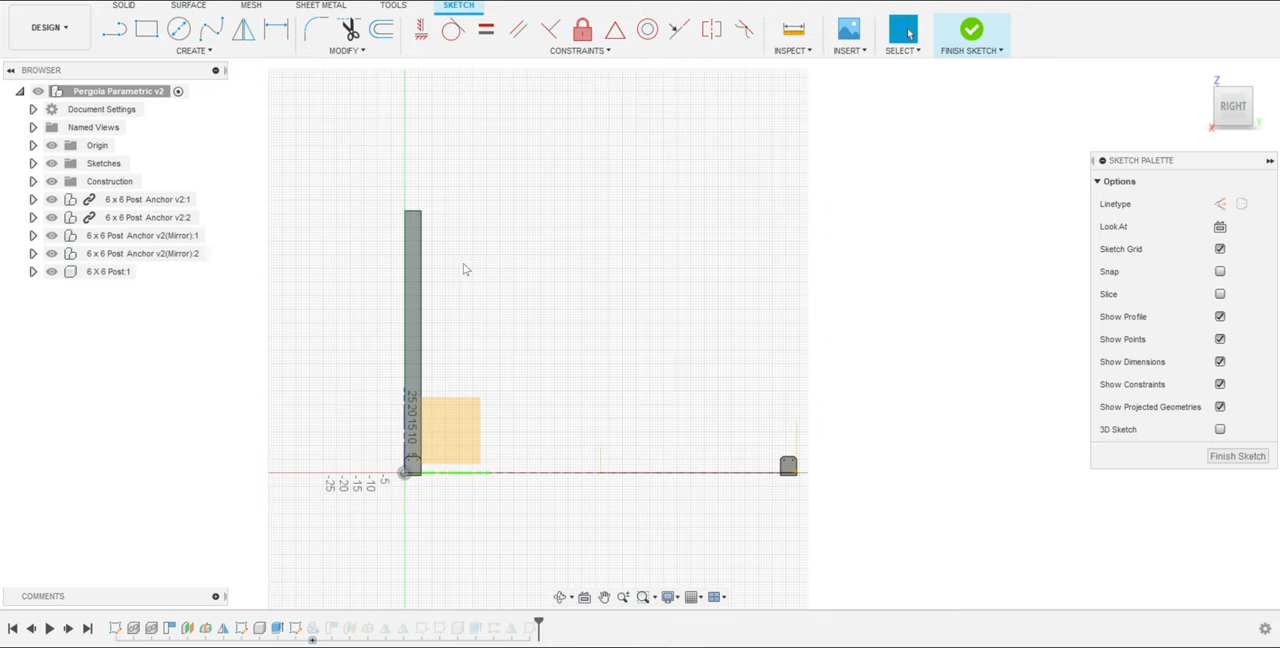 SOLID SURFACE MESH SHEET METAL TOOLS SKETCH
DESIGN
CREATE MODIFY CONSTRAINTS INSPECT INSERT SELECT FINISH SKETCH
BROWSER
Pergola Parametric v2
Document Settings
Named Views
Origin
Sketches
Construction
6 x 6 Post Anchor v2:1
6 x 6 Post Anchor v2:2
6 x 6 Post Anchor v2(Mirror):1
6 x 6 Post Anchor v2(Mirror):2
6 X 6 Post:1
Z
RIGHT
X
Y
SKETCH PALETTE
Options
Linetype
Look At
Sketch Grid
Snap
Slice
Show Profile
Show Points
Show Dimensions
Show Constraints
Show Projected Geometries
3D Sketch
Finish Sketch
25
20
15
10
-25
-20
-15
-10
-5
COMMENTS